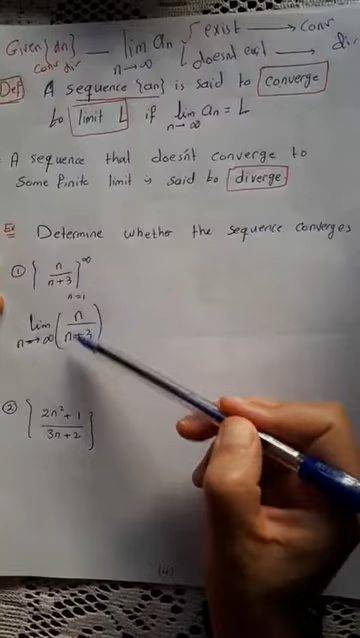 Given {an} — lim an { exist → conv
n→∞ doesn't exist → div
conv div
Def A sequence {an} is said to converge
to limit L if lim an = L
n→∞
A sequence that doesn't converge to
some finite limit is said to diverge
Ex Determine whether the sequence converges
① { n / n+3 }∞ n=1
lim n→∞ ( n / n+3 )
② { 2n²+1 / 3n+2 }